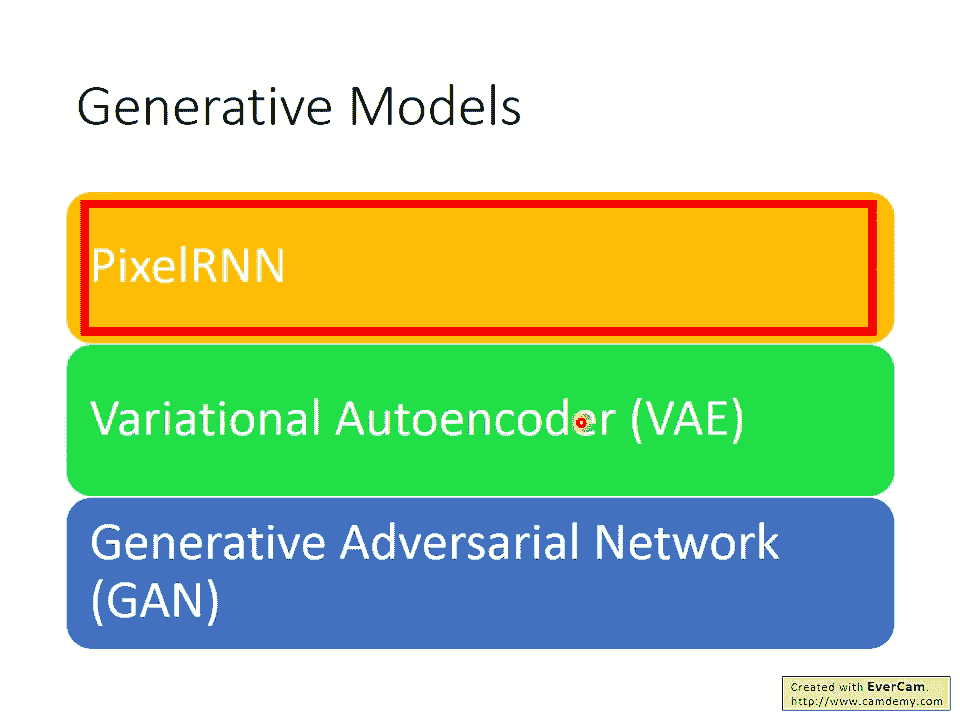 Generative Models
PixelRNN
Variational Autoencoder (VAE)
Generative Adversarial Network
(GAN)
Created with EverCam.
http://www.camdemy.com